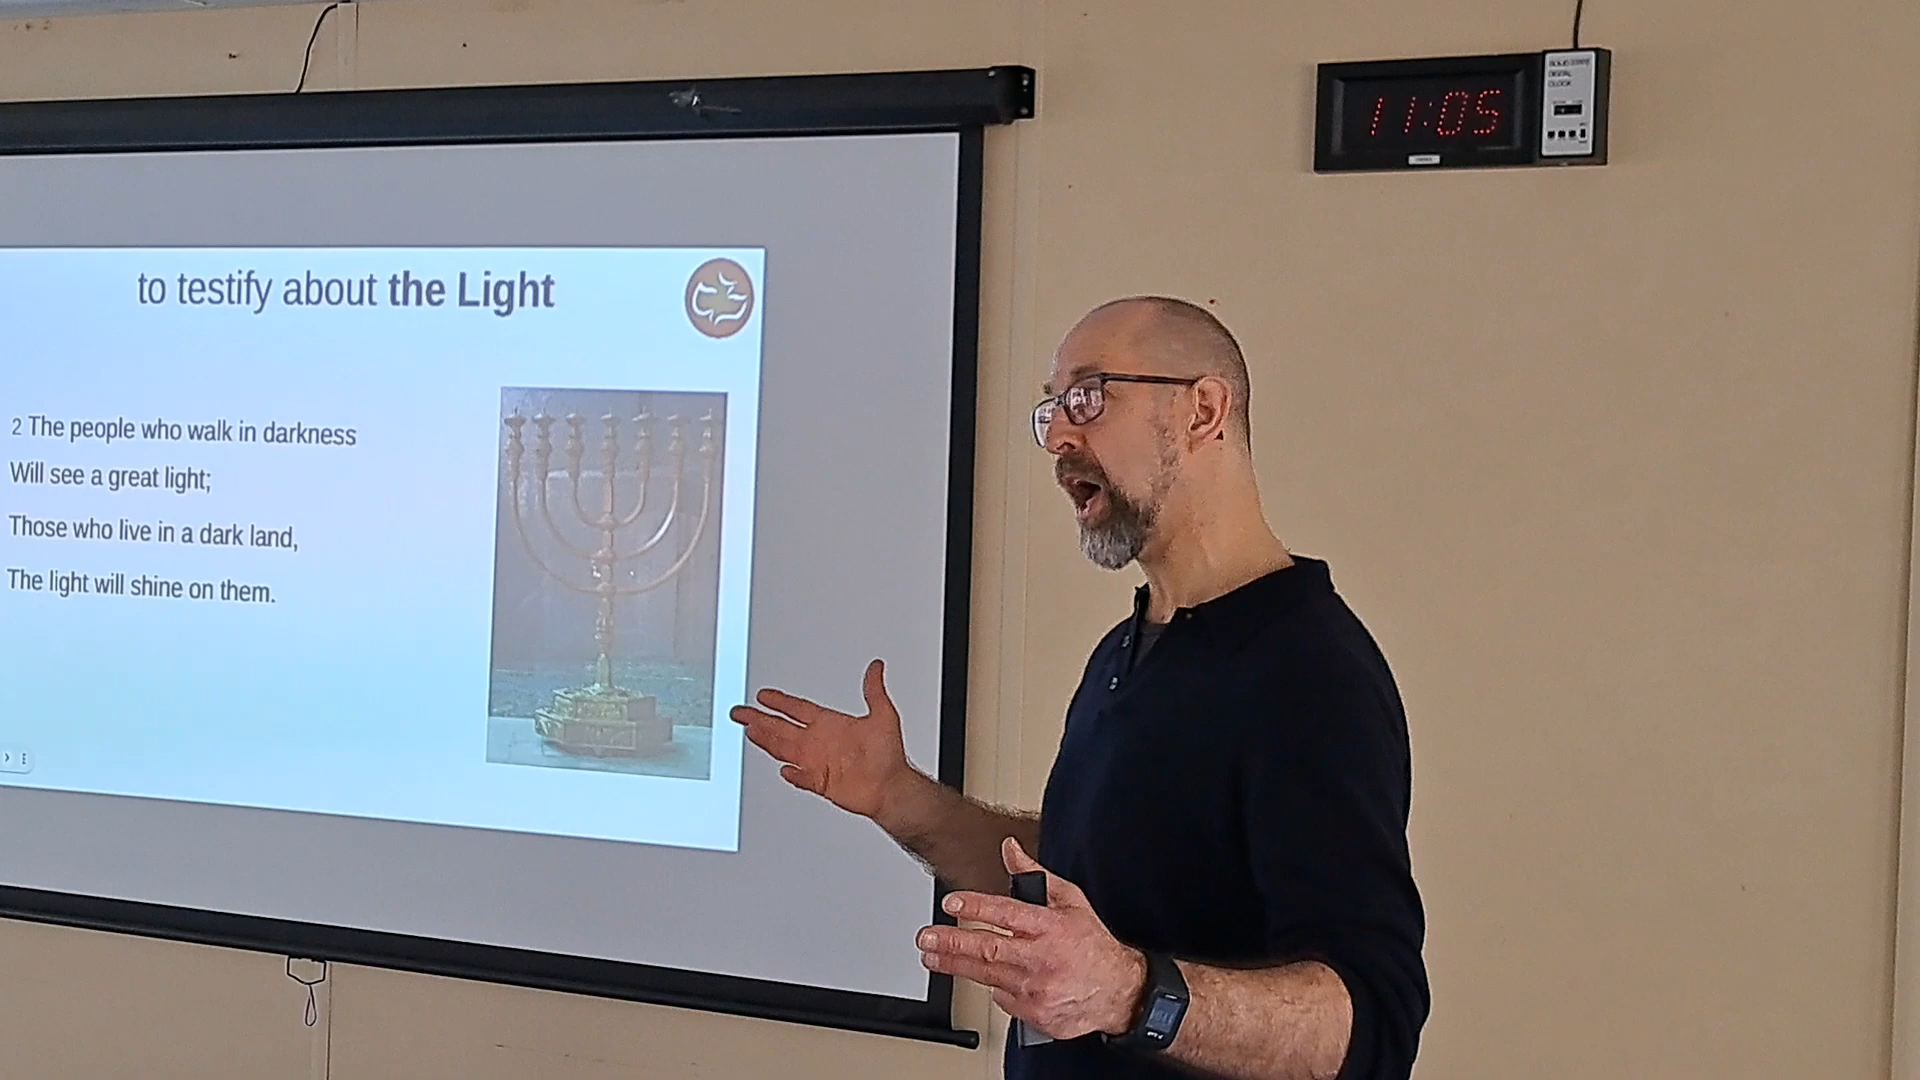 11:05
to testify about the Light
2 The people who walk in darkness
Will see a great light;
Those who live in a dark land,
The light will shine on them.